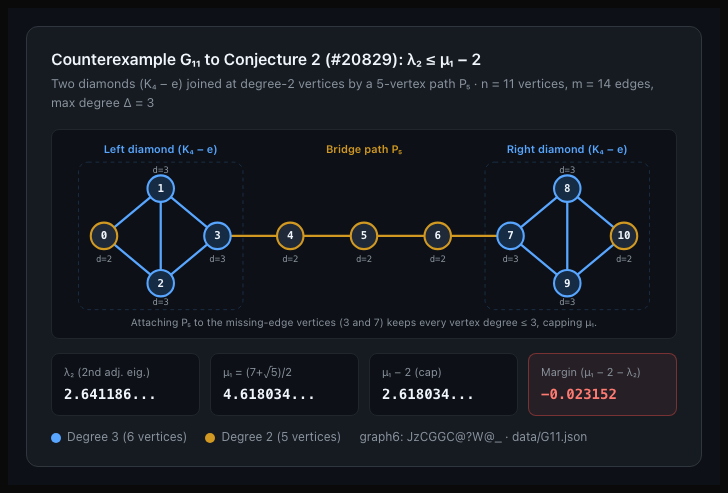 Counterexample G₁₁ to Conjecture 2 (#20829): λ₂ ≤ μ₁ − 2
Two diamonds (K₄ − e) joined at degree-2 vertices by a 5-vertex path P₅ · n = 11 vertices, m = 14 edges,
max degree Δ = 3
Left diamond (K₄ − e)
Bridge path P₅
Right diamond (K₄ − e)
d=3
d=3
1
8
0
3
4
5
6
7
10
d=2
d=3
d=2
d=2
d=2
d=3
d=2
2
9
d=3
d=3
Attaching P₅ to the missing-edge vertices (3 and 7) keeps every vertex degree ≤ 3, capping μ₁.
λ₂ (2nd adj. eig.)
2.641186...
μ₁ = (7+√5)/2
4.618034...
μ₁ − 2 (cap)
2.618034...
Margin (μ₁ − 2 − λ₂)
−0.023152
Degree 3 (6 vertices)
Degree 2 (5 vertices)
graph6: JzCGGC@?W@_ · data/G11.json